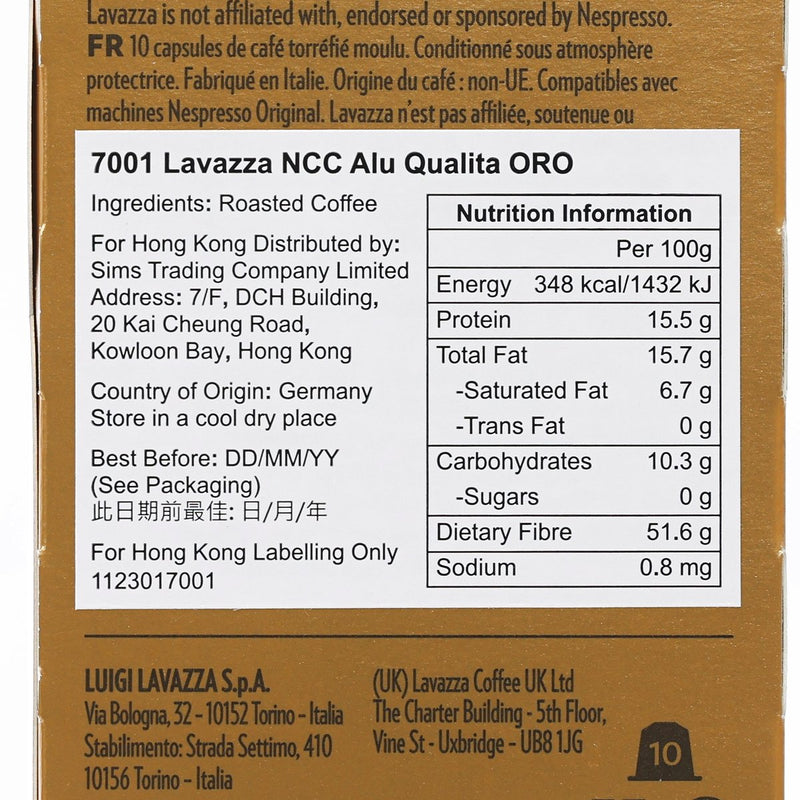 Lavazza is not affiliated with, endorsed or sponsored by Nespresso.
FR 10 capsules de café torréfié moulu. Conditionné sous atmosphère
protectrice. Fabriqué en Italie. Origine du café : non-UE. Compatibles avec
machines Nespresso Original. Lavazza n'est pas affiliée, soutenue ou
7001 Lavazza NCC Alu Qualita ORO
Ingredients: Roasted Coffee
For Hong Kong Distributed by:
Sims Trading Company Limited
Address: 7/F, DCH Building,
20 Kai Cheung Road,
Kowloon Bay, Hong Kong
Country of Origin: Germany
Store in a cool dry place
Best Before: DD/MM/YY
(See Packaging)
此日期前最佳: 日/月/年
For Hong Kong Labelling Only
1123017001
Nutrition Information
Per 100g
Energy 348 kcal/1432 kJ
Protein 15.5 g
Total Fat 15.7 g
-Saturated Fat 6.7 g
-Trans Fat 0 g
Carbohydrates 10.3 g
-Sugars 0 g
Dietary Fibre 51.6 g
Sodium 0.8 mg
LUIGI LAVAZZA S.p.A.
Via Bologna, 32 - 10152 Torino - Italia
Stabilimento: Strada Settimo, 410
10156 Torino - Italia
(UK) Lavazza Coffee UK Ltd
The Charter Building - 5th Floor,
Vine St - Uxbridge - UB8 1JG
10